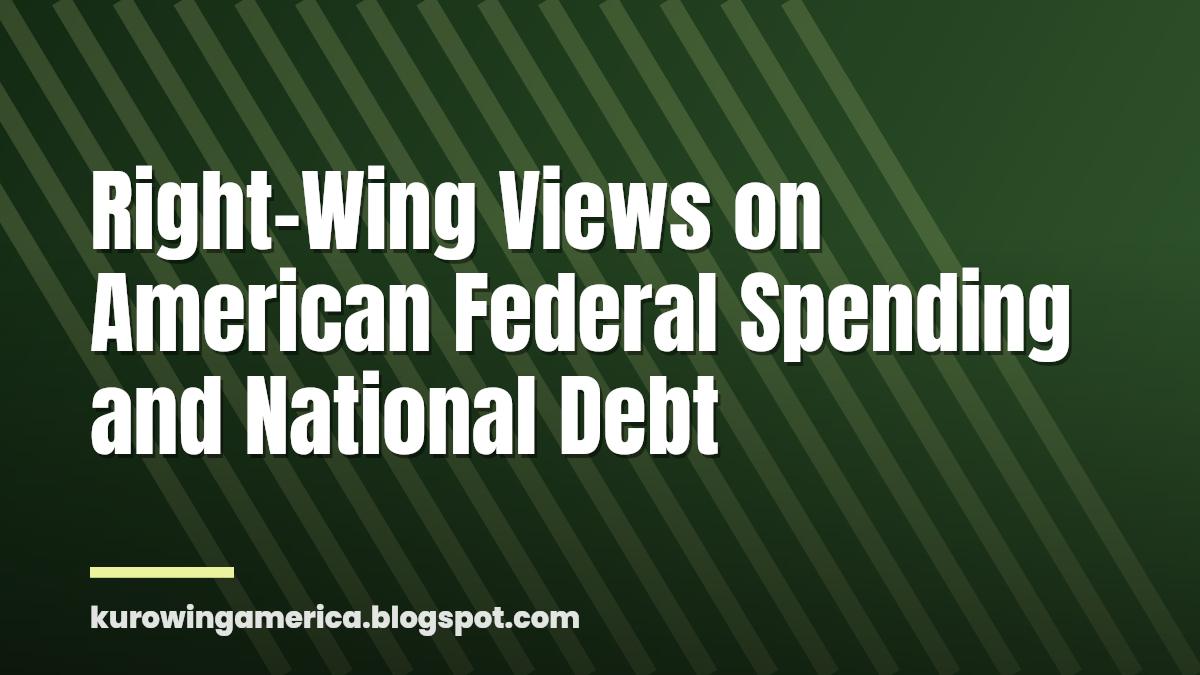 Right-Wing Views on
American Federal Spending
and National Debt
kurowingamerica.blogspot.com